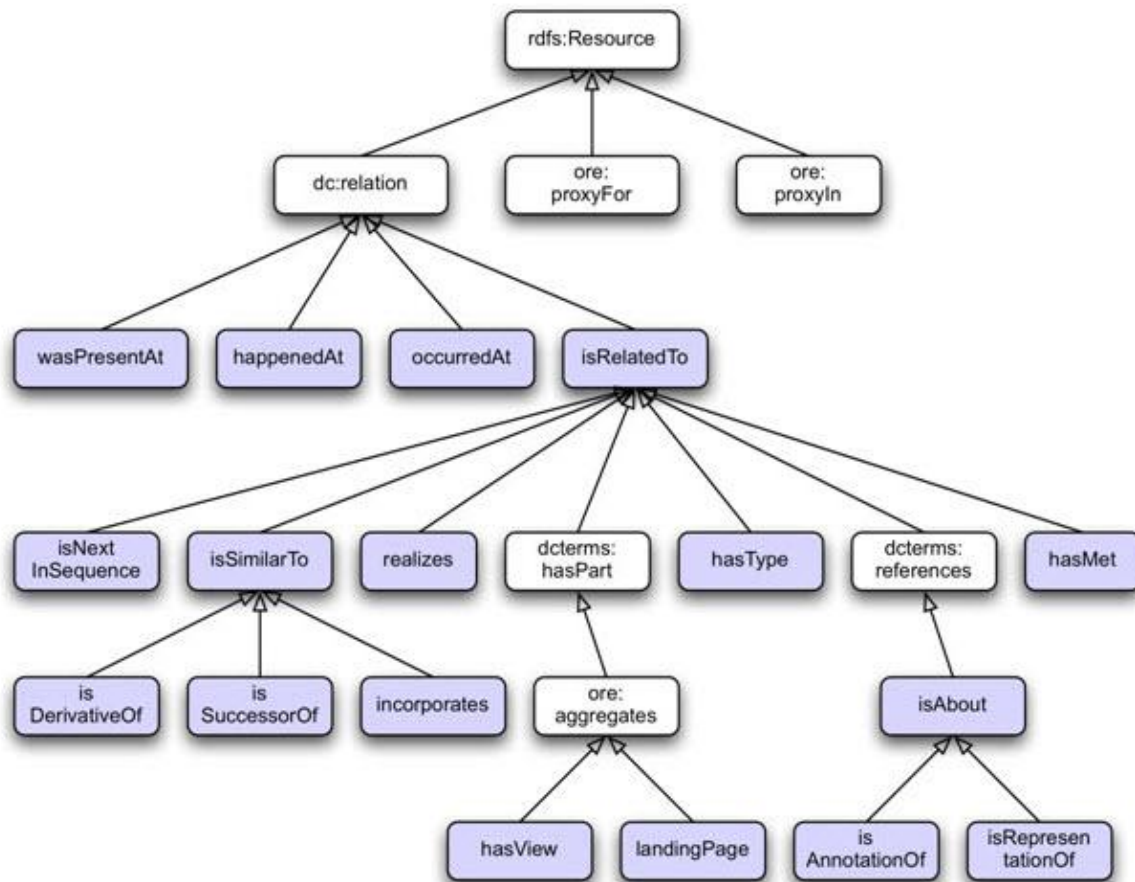 rdfs:Resource
dc:relation
ore:
proxyFor
ore:
proxyIn
wasPresentAt
happenedAt
occurredAt
isRelatedTo
isNext
InSequence
isSimilarTo
realizes
dcterms:
hasPart
hasType
dcterms:
references
hasMet
is
DerivativeOf
is
SuccessorOf
incorporates
ore:
aggregates
isAbout
hasView
landingPage
is
AnnotationOf
isRepresen
tationOf